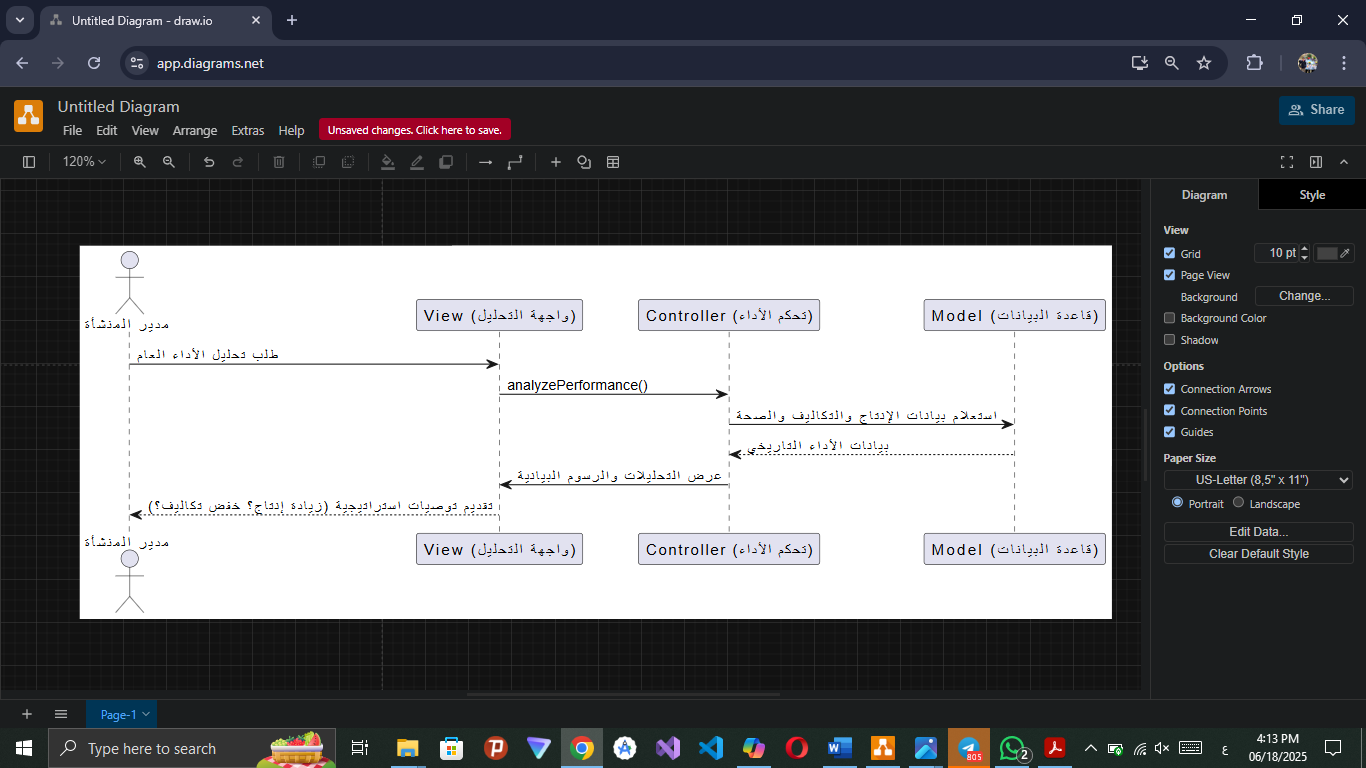 Untitled Diagram - draw.io
app.diagrams.net
Untitled Diagram
Share
File Edit View Arrange Extras Help
Unsaved changes. Click here to save.
120%
Diagram
Style
View
Grid
10 pt
Page View
Background
Change...
Background Color
Shadow
Options
Connection Arrows
Connection Points
Guides
Paper Size
US-Letter (8,5" x 11")
Portrait
Landscape
Edit Data...
Clear Default Style
مدير المنشأة
View (واجهة التحليل)
Controller (تحكم الأداء)
Model (قاعدة البيانات)
طلب تحليل الأداء العام
analyzePerformance()
استعلام بيانات الإنتاج والتكاليف والصحة
بيانات الأداء التاريخي
عرض التحليلات والرسوم البيانية
تقديم توصيات استراتيجية (زيادة إنتاج؟ خفض تكاليف؟)
مدير المنشأة
View (واجهة التحليل)
Controller (تحكم الأداء)
Model (قاعدة البيانات)
Page-1
Type here to search
805
2
ع
4:13 PM
06/18/2025